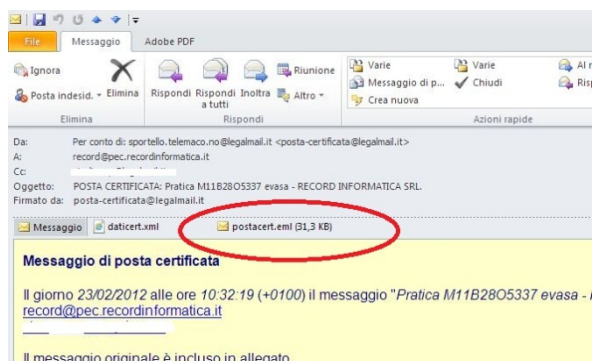 File Messaggio Adobe PDF
Ignora
Posta indesid. Elimina
Rispondi Rispondi a tutti Inoltra
Riunione
Altro
Varie Varie
Messaggio di p... Chiudi
Crea nuova
Elimina Rispondi Azioni rapide
Da: Per conto di: sportello.telemaco.no@legalmail.it <posta-certificata@legalmail.it>
A: record@pec.recordinformatica.it
Cc:
Oggetto: POSTA CERTIFICATA: Pratica M11B28O5337 evasa - RECORD INFORMATICA SRL.
Firmato da: posta-certificata@legalmail.it
Messaggio daticert.xml postacert.eml (31,3 KB)
Messaggio di posta certificata
Il giorno 23/02/2012 alle ore 10:32:19 (+0100) il messaggio "Pratica M11B28O5337 evasa -
record@pec.recordinformatica.it
Il messaggio originale è incluso in allegato